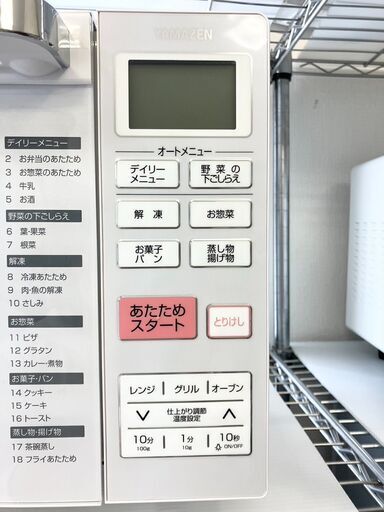 YAMAZEN
オートメニュー
デイリー
メニュー
野菜の
下ごしらえ
解凍
お惣菜
お菓子
パン
蒸し物
揚げ物
あたため
スタート
とりけし
レンジ
グリル
オーブン
仕上がり調節
温度設定
10分
100g
1分
10g
10秒
ON/OFF
デイリーメニュー
2 お弁当のあたため
3 お惣菜のあたため
4 牛乳
5 お酒
野菜の下ごしらえ
6 葉・果菜
7 根菜
解凍
8 冷凍あたため
9 肉・魚の解凍
10 さしみ
お惣菜
11 ピザ
12 グラタン
13 カレー・煮物
お菓子・パン
14 クッキー
15 ケーキ
16 トースト
蒸し物・揚げ物
17 茶碗蒸し
18 フライあたため